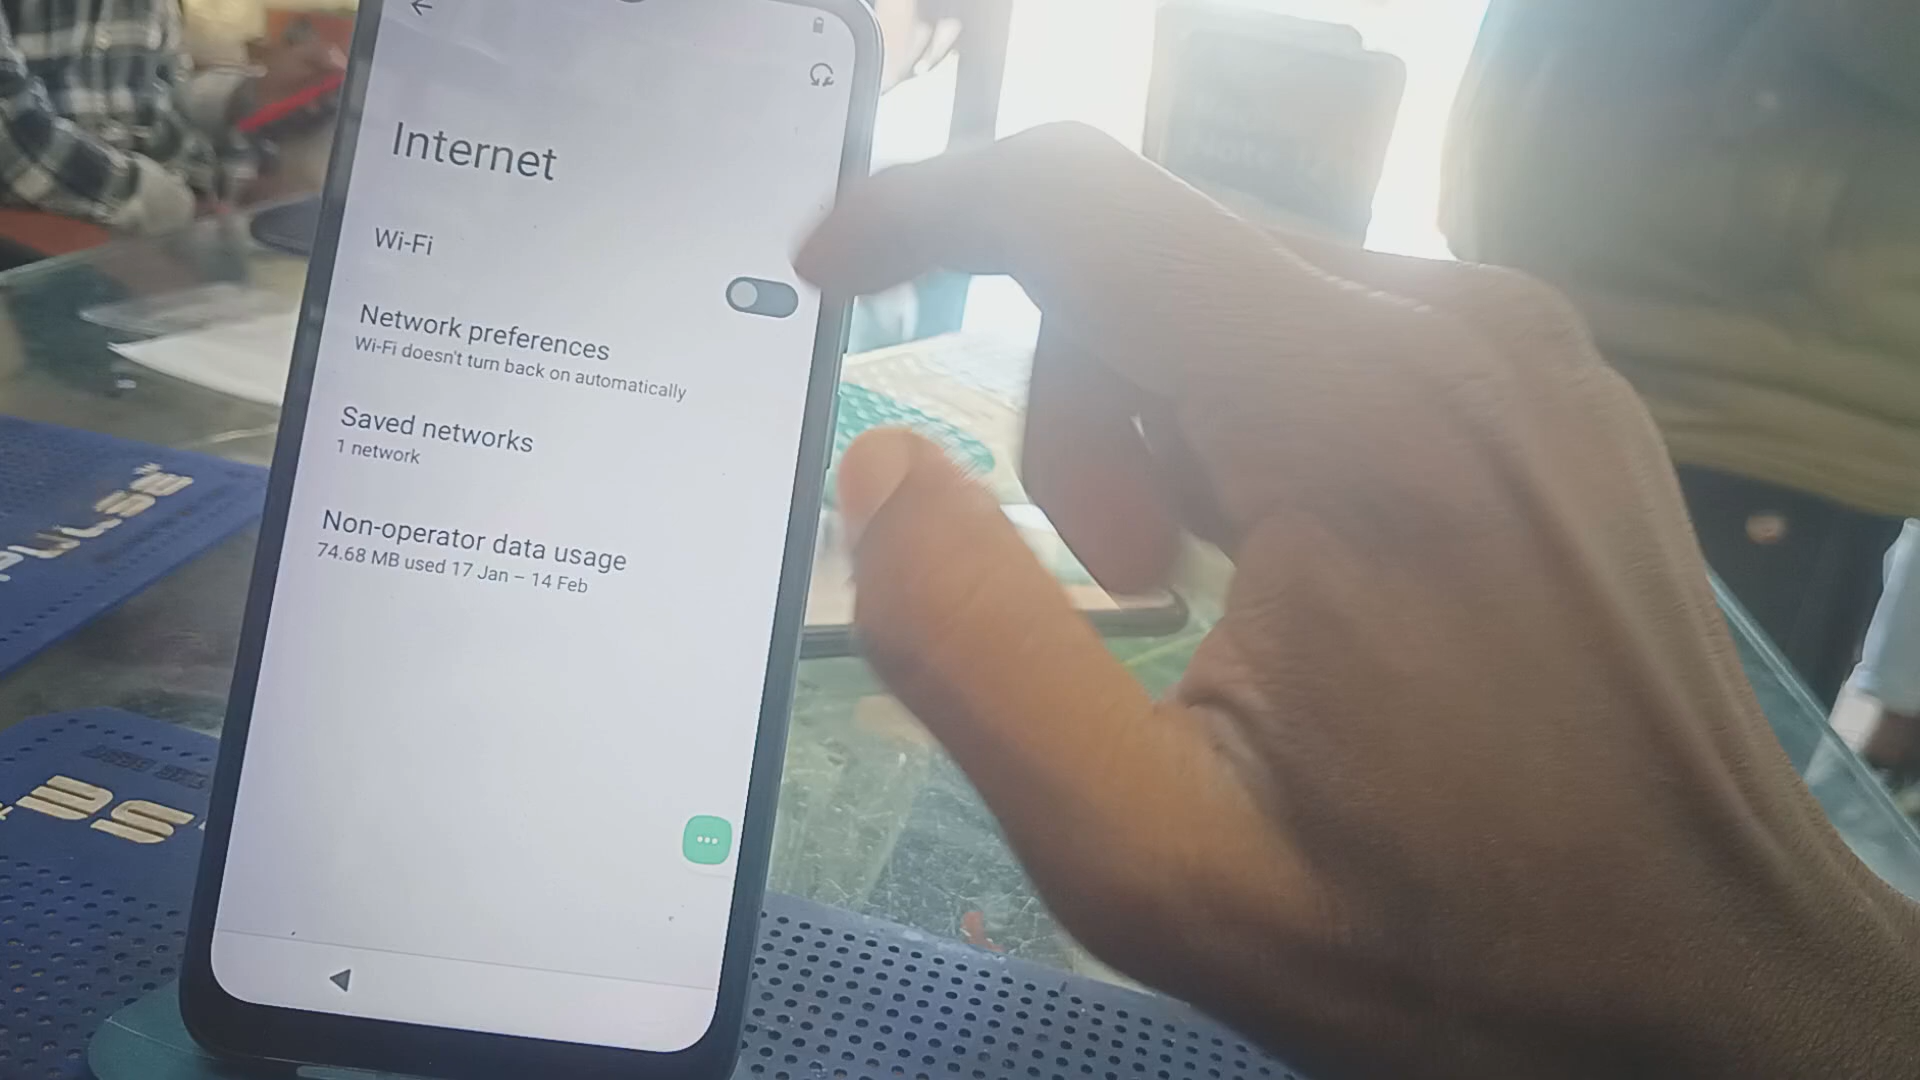 Internet
Wi-Fi
Network preferences
Wi-Fi doesn't turn back on automatically
Saved networks
1 network
Non-operator data usage
74.68 MB used 17 Jan – 14 Feb
PULSE